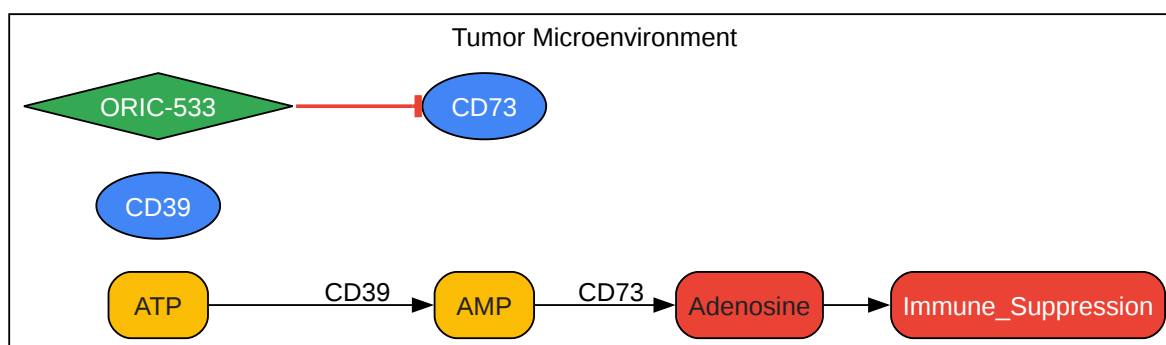 Tumor Microenvironment
ORIC-533
CD73
CD39
ATP
CD39
AMP
CD73
Adenosine
Immune_Suppression